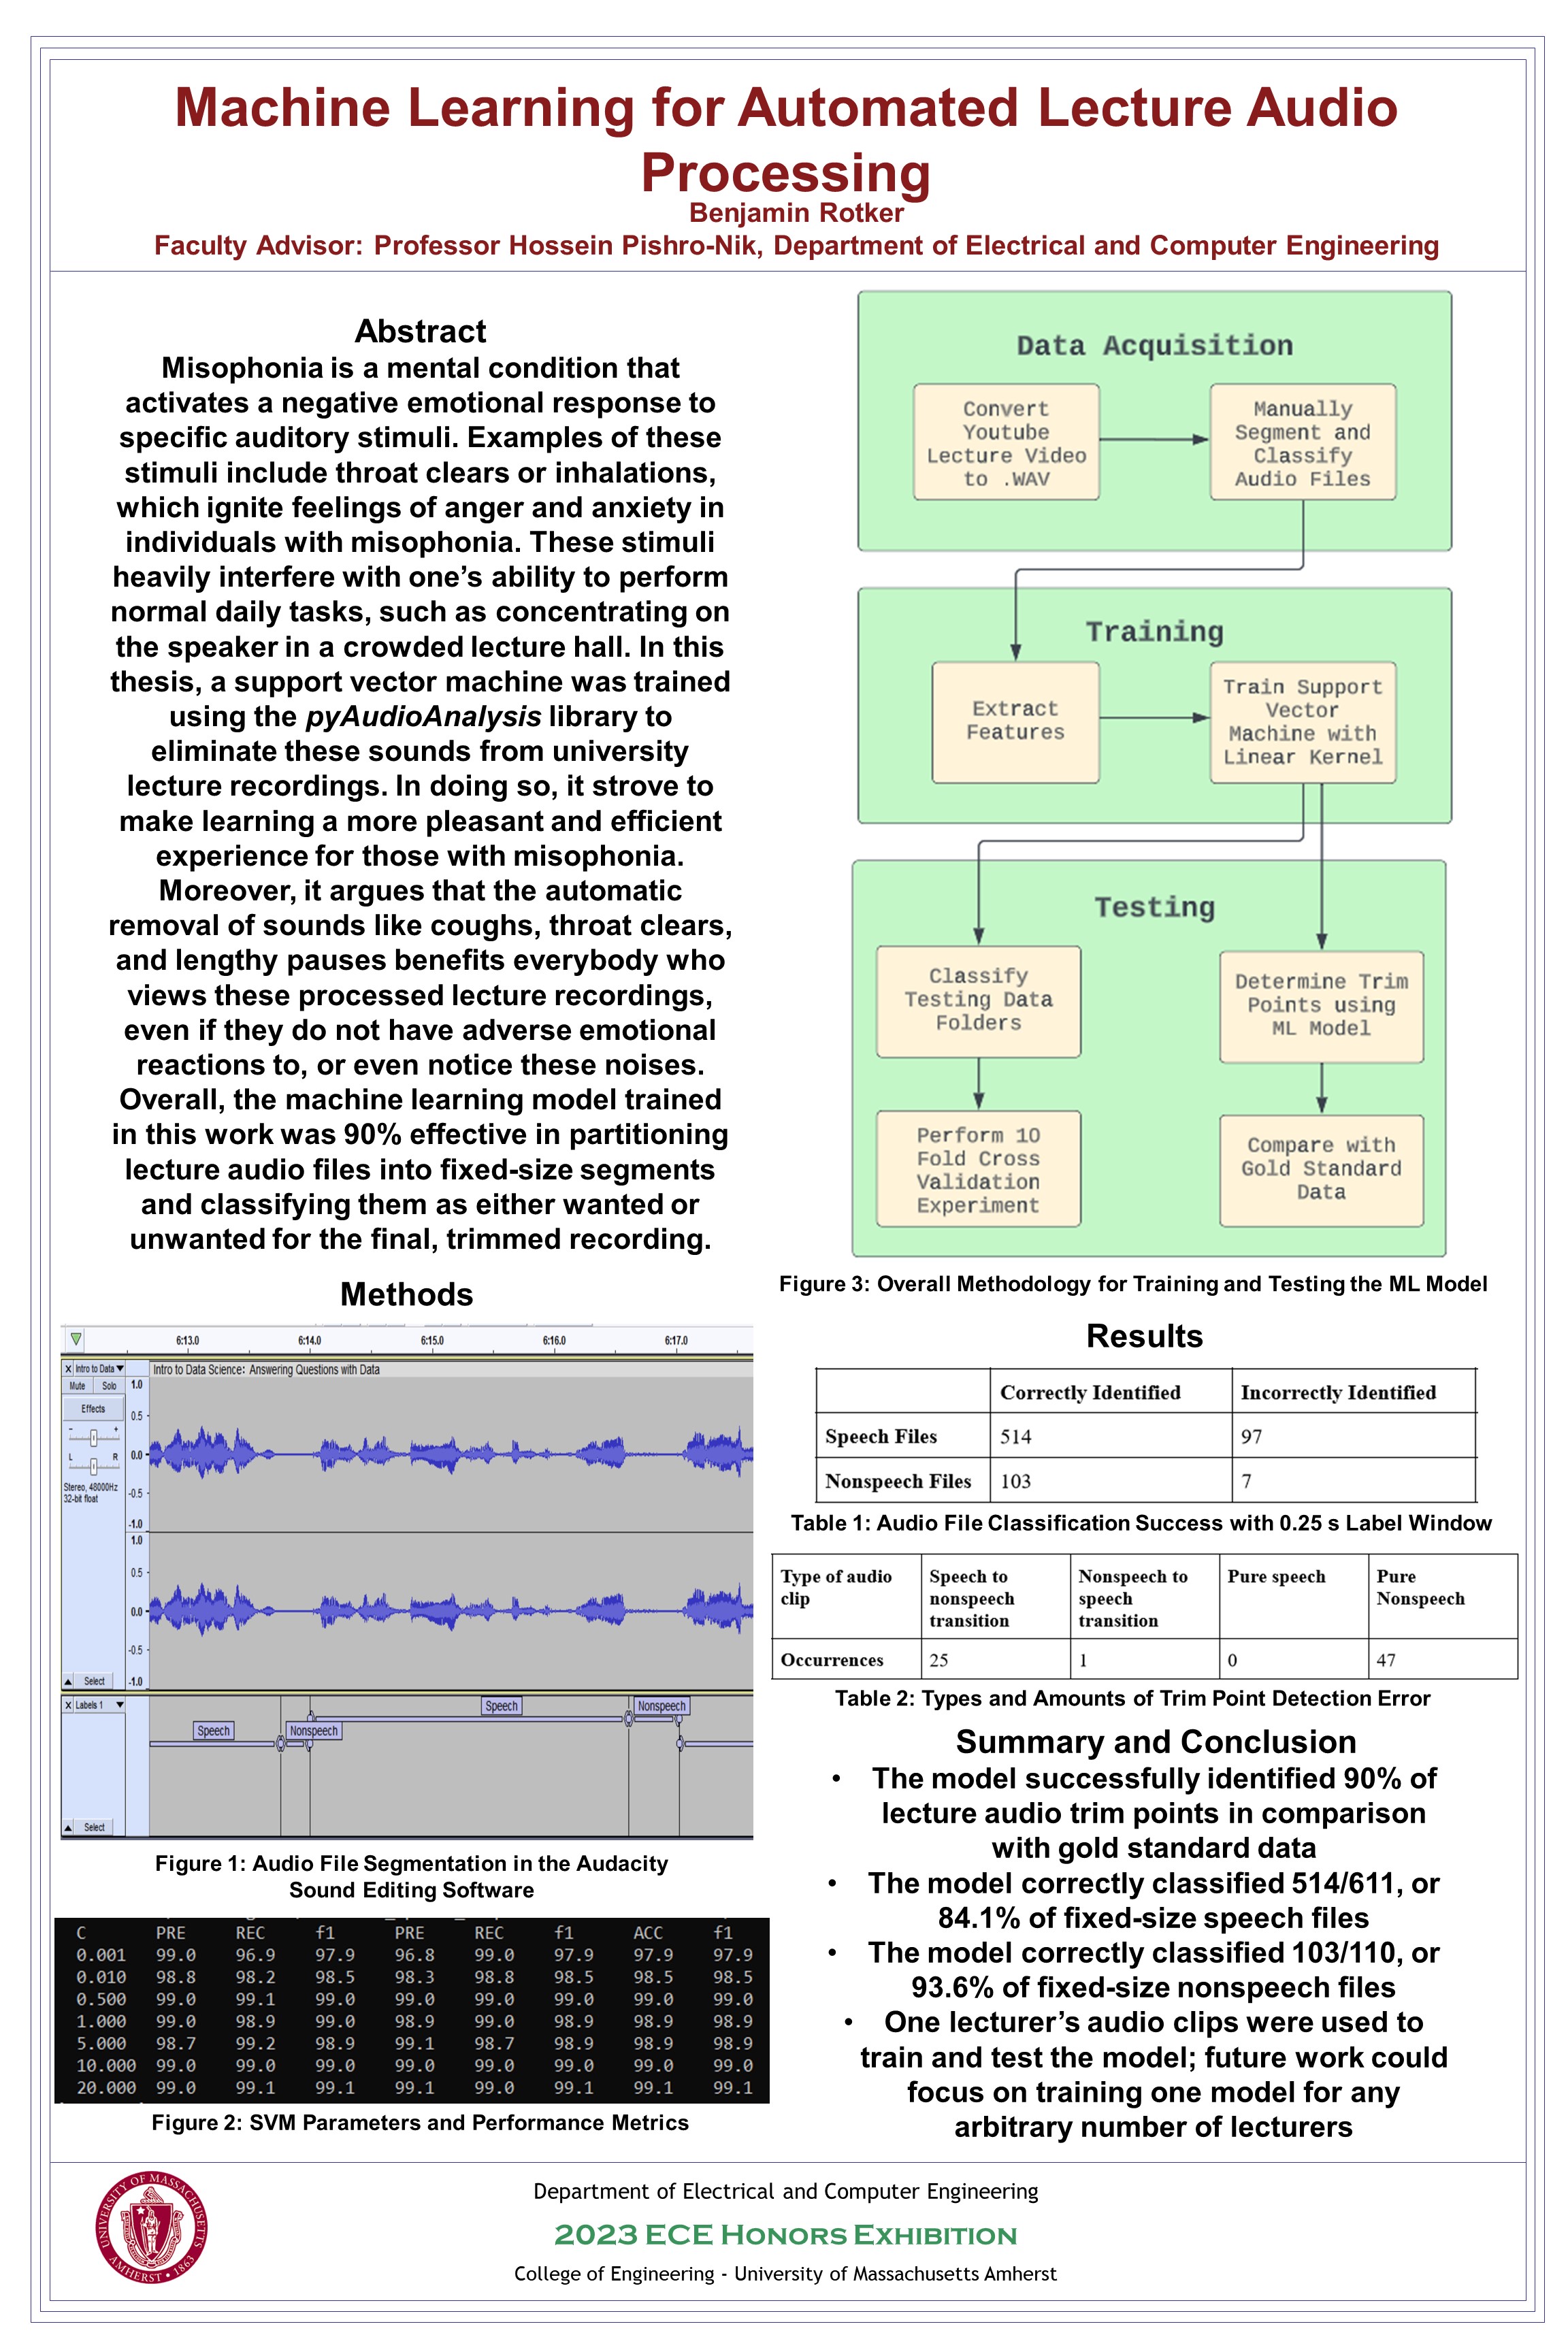 Machine Learning for Automated Lecture Audio
Processing
Benjamin Rotker
Faculty Advisor: Professor Hossein Pishro-Nik, Department of Electrical and Computer Engineering
Abstract
Misophonia is a mental condition that
activates a negative emotional response to
specific auditory stimuli. Examples of these
stimuli include throat clears or inhalations,
which ignite feelings of anger and anxiety in
individuals with misophonia. These stimuli
heavily interfere with one's ability to perform
normal daily tasks, such as concentrating on
the speaker in a crowded lecture hall. In this
thesis, a support vector machine was trained
using the pyAudioAnalysis library to
eliminate these sounds from university
lecture recordings. In doing so, it strove to
make learning a more pleasant and efficient
experience for those with misophonia.
Moreover, it argues that the automatic
removal of sounds like coughs, throat clears,
and lengthy pauses benefits everybody who
views these processed lecture recordings,
even if they do not have adverse emotional
reactions to, or even notice these noises.
Overall, the machine learning model trained
in this work was 90% effective in partitioning
lecture audio files into fixed-size segments
and classifying them as either wanted or
unwanted for the final, trimmed recording.
Methods
6:13.0 6:14.0 6:15.0 6:16.0 6:17.0
X Intro to Data Intro to Data Science: Answering Questions with Data
Mute Solo 1.0
Effects
0.5
- +
0.0
L R
Stereo, 48000Hz
32-bit float
-0.5
-1.0
1.0
0.5
0.0
-0.5
Select -1.0
X Labels 1
Speech Nonspeech
Speech Nonspeech
Select
Figure 1: Audio File Segmentation in the Audacity
Sound Editing Software
C PRE REC f1 PRE REC f1 ACC f1
0.001 99.0 96.9 97.9 96.8 99.0 97.9 97.9 97.9
0.010 98.8 98.2 98.5 98.3 98.8 98.5 98.5 98.5
0.500 99.0 99.1 99.0 99.0 99.0 99.0 99.0 99.0
1.000 99.0 98.9 99.0 98.9 99.0 98.9 98.9 98.9
5.000 98.7 99.2 98.9 99.1 98.7 98.9 98.9 98.9
10.000 99.0 99.0 99.0 99.0 99.0 99.0 99.0 99.0
20.000 99.0 99.1 99.1 99.1 99.0 99.1 99.1 99.1
Figure 2: SVM Parameters and Performance Metrics
Data Acquisition
Convert
Youtube
Lecture Video
to .WAV
Manually
Segment and
Classify
Audio Files
Training
Extract
Features
Train Support
Vector
Machine with
Linear Kernel
Testing
Classify
Testing Data
Folders
Determine Trim
Points using
ML Model
Perform 10
Fold Cross
Validation
Experiment
Compare with
Gold Standard
Data
Figure 3: Overall Methodology for Training and Testing the ML Model
Results
Correctly Identified Incorrectly Identified
Speech Files 514 97
Nonspeech Files 103 7
Table 1: Audio File Classification Success with 0.25 s Label Window
Type of audio Speech to Nonspeech to Pure speech Pure
clip nonspeech speech Nonspeech
transition transition
Occurrences 25 1 0 47
Table 2: Types and Amounts of Trim Point Detection Error
Summary and Conclusion
• The model successfully identified 90% of
lecture audio trim points in comparison
with gold standard data
• The model correctly classified 514/611, or
84.1% of fixed-size speech files
• The model correctly classified 103/110, or
93.6% of fixed-size nonspeech files
• One lecturer's audio clips were used to
train and test the model; future work could
focus on training one model for any
arbitrary number of lecturers
UNIVERSITY OF MASSACHUSETTS
AMHERST • 1863
Department of Electrical and Computer Engineering
2023 ECE HONORS EXHIBITION
College of Engineering - University of Massachusetts Amherst